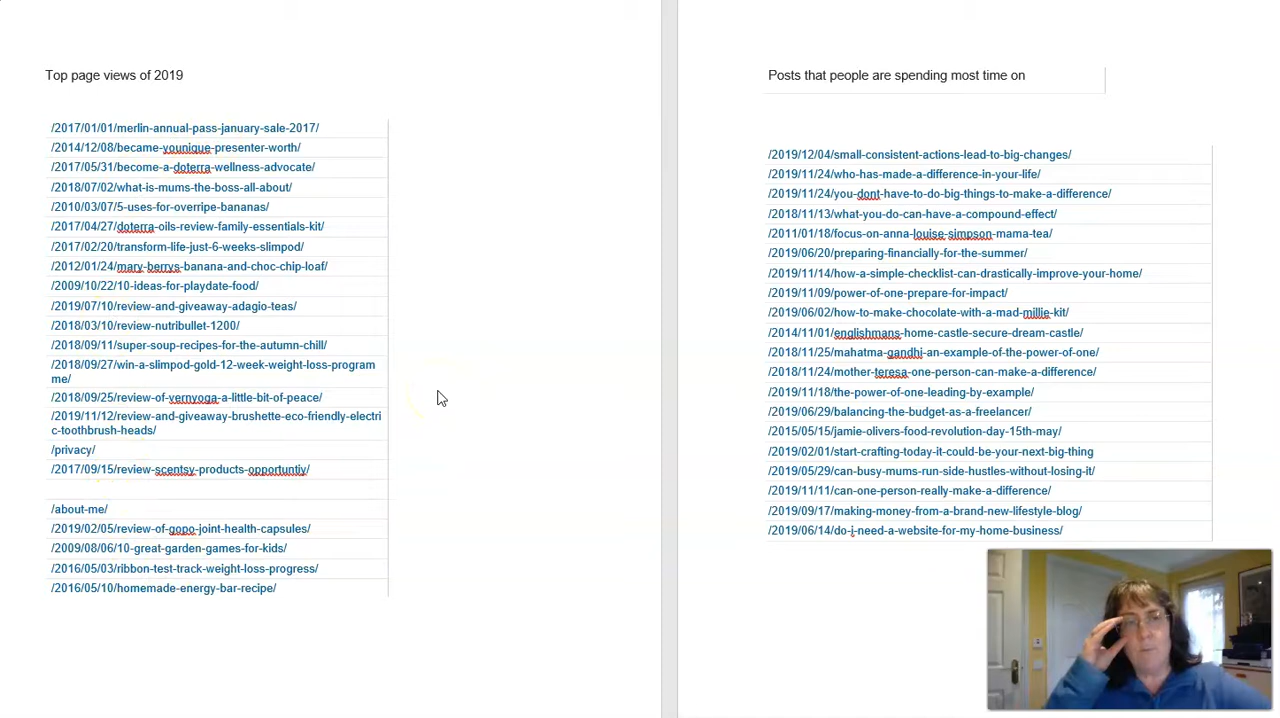 Top page views of 2019
/2017/01/01/merlin-annual-pass-january-sale-2017/
/2014/12/08/became-younique-presenter-worth/
/2017/05/31/become-a-doterra-wellness-advocate/
/2018/07/02/what-is-mums-the-boss-all-about/
/2010/03/07/5-uses-for-overripe-bananas/
/2017/04/27/doterra-oils-review-family-essentials-kit/
/2017/02/20/transform-life-just-6-weeks-slimpod/
/2012/01/24/mary-berrys-banana-and-choc-chip-loaf/
/2009/10/22/10-ideas-for-playdate-food/
/2019/07/10/review-and-giveaway-adagio-teas/
/2018/03/10/review-nutribullet-1200/
/2018/09/11/super-soup-recipes-for-the-autumn-chill/
/2018/09/27/win-a-slimpod-gold-12-week-weight-loss-program
me/
/2018/09/25/review-of-vernyoga-a-little-bit-of-peace/
/2019/11/12/review-and-giveaway-brushette-eco-friendly-electri
c-toothbrush-heads/
/privacy/
/2017/09/15/review-scentsy-products-opportuntiy/
/about-me/
/2019/02/05/review-of-gopo-joint-health-capsules/
/2009/08/06/10-great-garden-games-for-kids/
/2016/05/03/ribbon-test-track-weight-loss-progress/
/2016/05/10/homemade-energy-bar-recipe/
Posts that people are spending most time on
/2019/12/04/small-consistent-actions-lead-to-big-changes/
/2019/11/24/who-has-made-a-difference-in-your-life/
/2019/11/24/you-dont-have-to-do-big-things-to-make-a-difference/
/2018/11/13/what-you-do-can-have-a-compound-effect/
/2011/01/18/focus-on-anna-louise-simpson-mama-tea/
/2019/06/20/preparing-financially-for-the-summer/
/2019/11/14/how-a-simple-checklist-can-drastically-improve-your-home/
/2019/11/09/power-of-one-prepare-for-impact/
/2019/06/02/how-to-make-chocolate-with-a-mad-millie-kit/
/2014/11/01/englishmans-home-castle-secure-dream-castle/
/2018/11/25/mahatma-gandhi-an-example-of-the-power-of-one/
/2018/11/24/mother-teresa-one-person-can-make-a-difference/
/2019/11/18/the-power-of-one-leading-by-example/
/2019/06/29/balancing-the-budget-as-a-freelancer/
/2015/05/15/jamie-olivers-food-revolution-day-15th-may/
/2019/02/01/start-crafting-today-it-could-be-your-next-big-thing
/2019/05/29/can-busy-mums-run-side-hustles-without-losing-it/
/2019/11/11/can-one-person-really-make-a-difference/
/2019/09/17/making-money-from-a-brand-new-lifestyle-blog/
/2019/06/14/do-i-need-a-website-for-my-home-business/